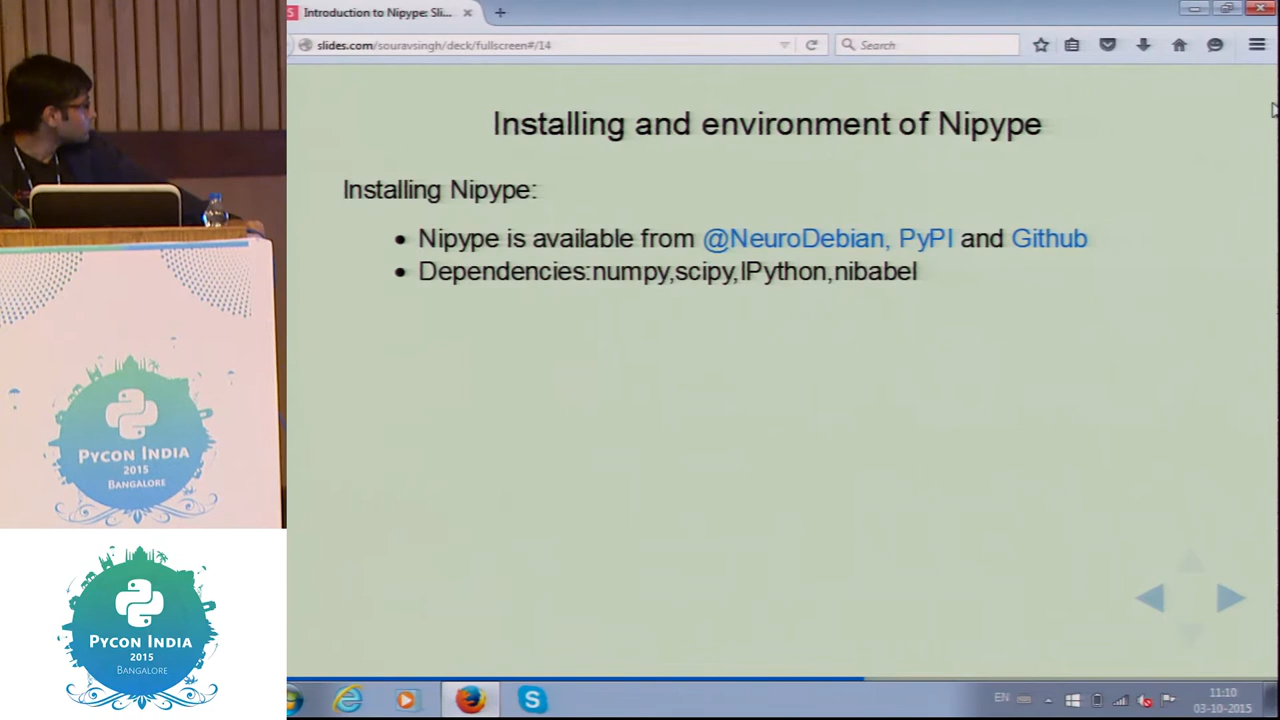 Introduction to Nipype: Sli...
slides.com/souravsingh/deck/fullscreen#/14
Search
Installing and environment of Nipype
Installing Nipype:
Nipype is available from @NeuroDebian, PyPI and Github
Dependencies:numpy,scipy,IPython,nibabel
PYCON INDIA
2015
BANGALORE
PYCON INDIA
2015
BANGALORE
EN
11:10
03-10-2015